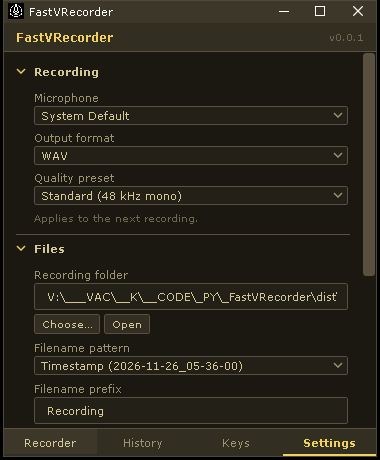 FastVRecorder
FastVRecorder v0.0.1
Recording
Microphone
System Default
Output format
WAV
Quality preset
Standard (48 kHz mono)
Applies to the next recording.
Files
Recording folder
V:\___VAC\__K\__CODE\_PY\_FastVRecorder\dist\
Choose... Open
Filename pattern
Timestamp (2026-11-26_05-36-00)
Filename prefix
Recording
Recorder History Keys Settings